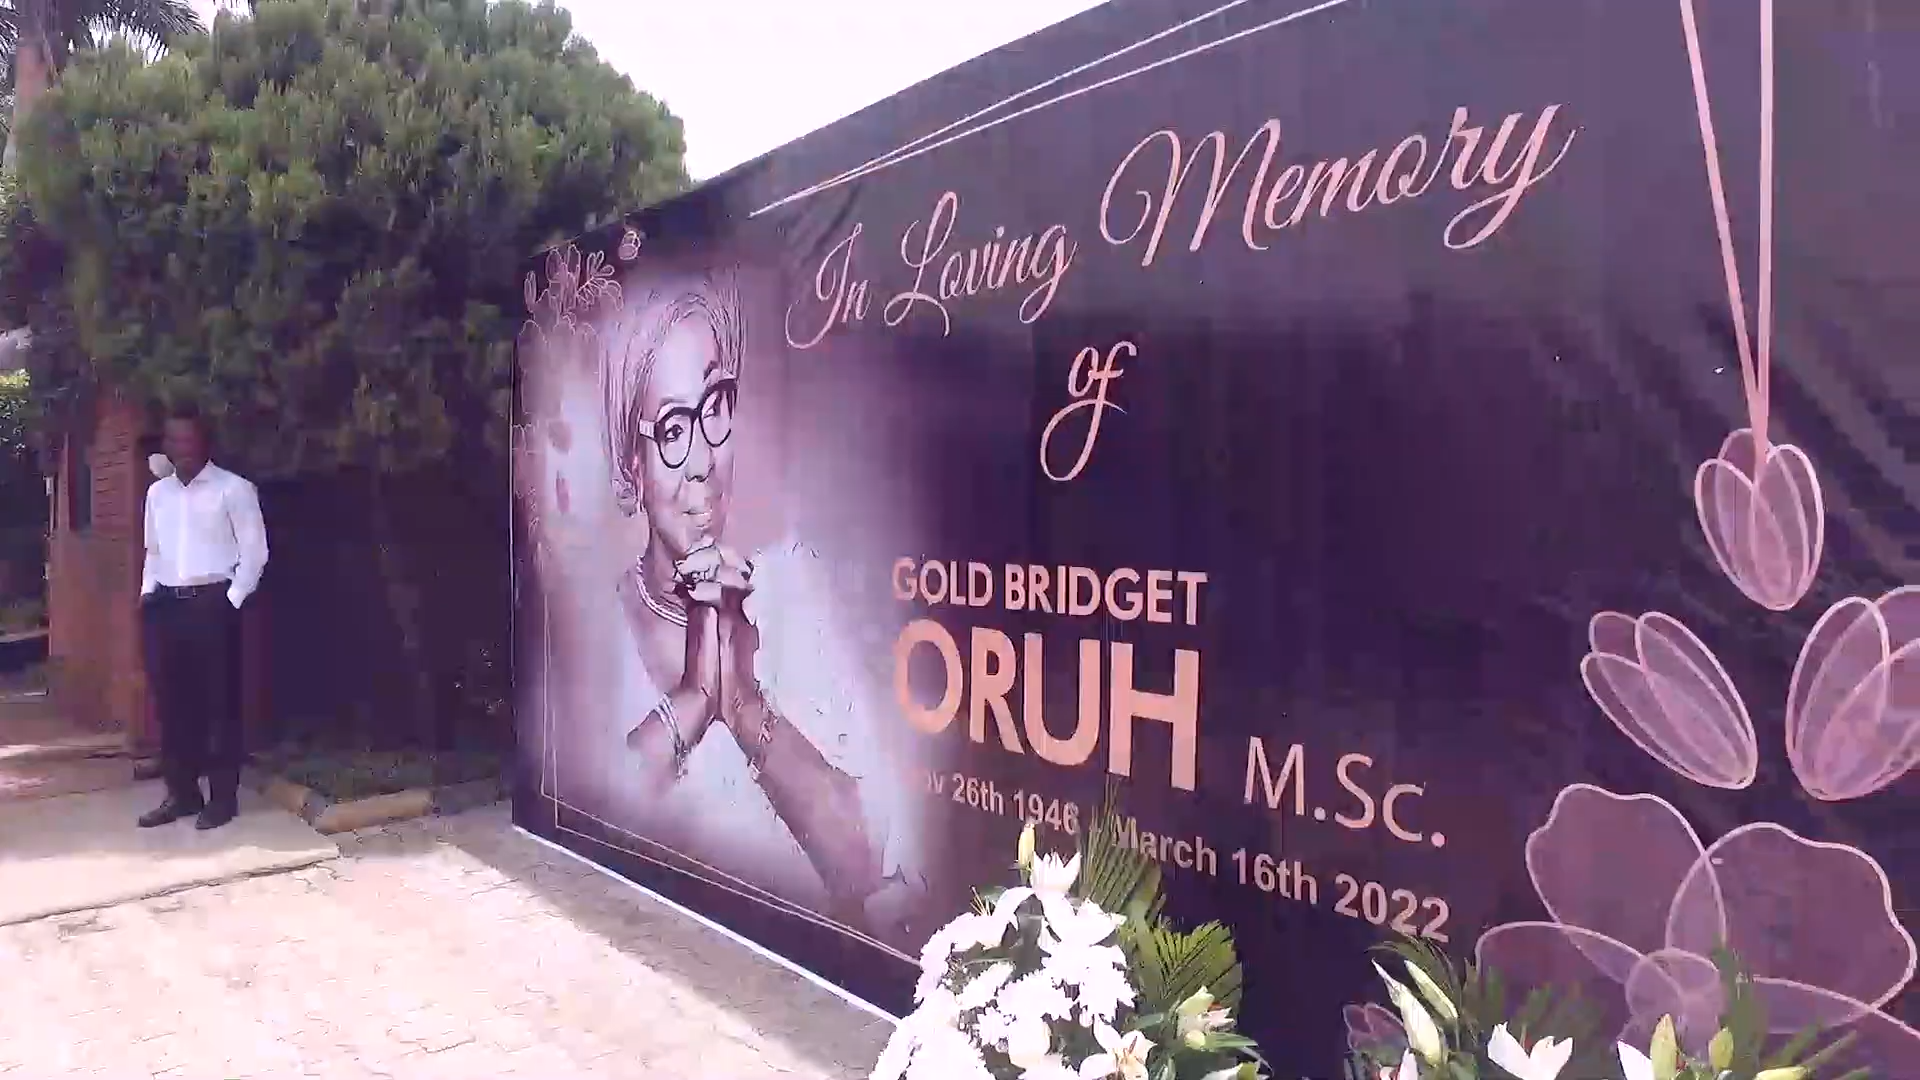 In Loving Memory
of
GOLD BRIDGET
ORUH M.Sc.
26th 1946 - March 16th 2022